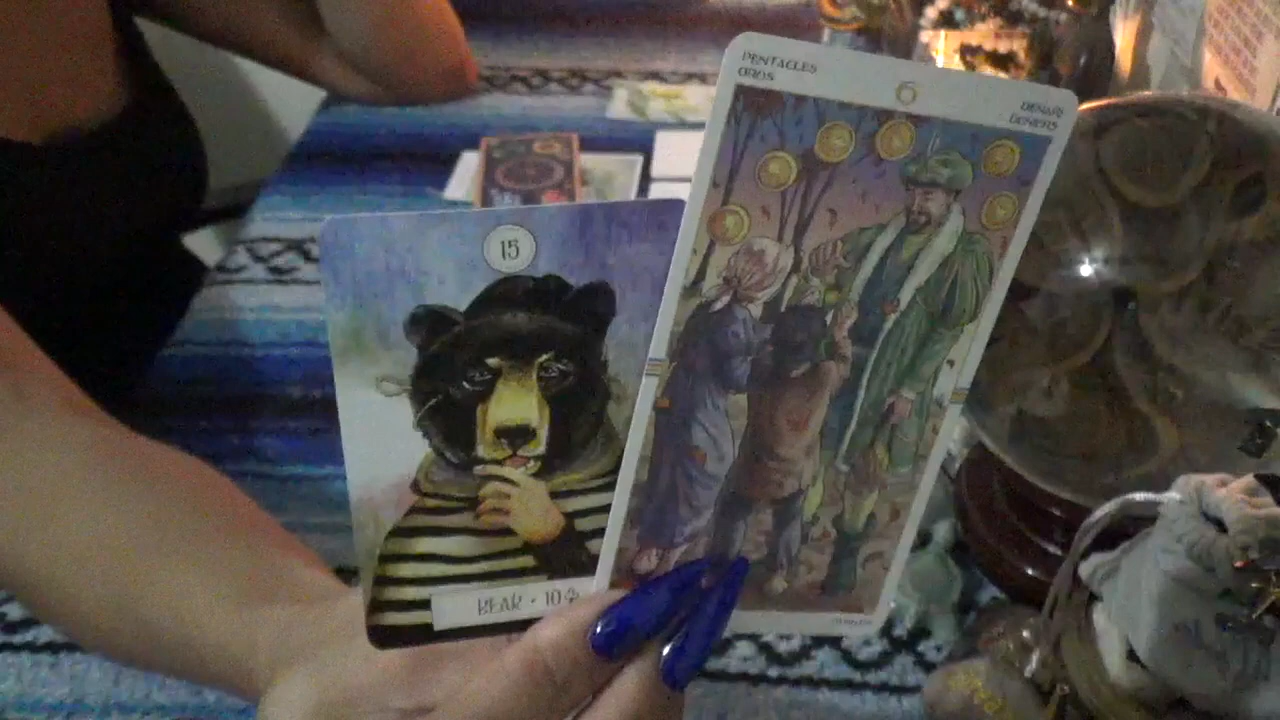 15
BEAR • 10♣
PENTACLES
OROS
6
DENARI
DENIERS